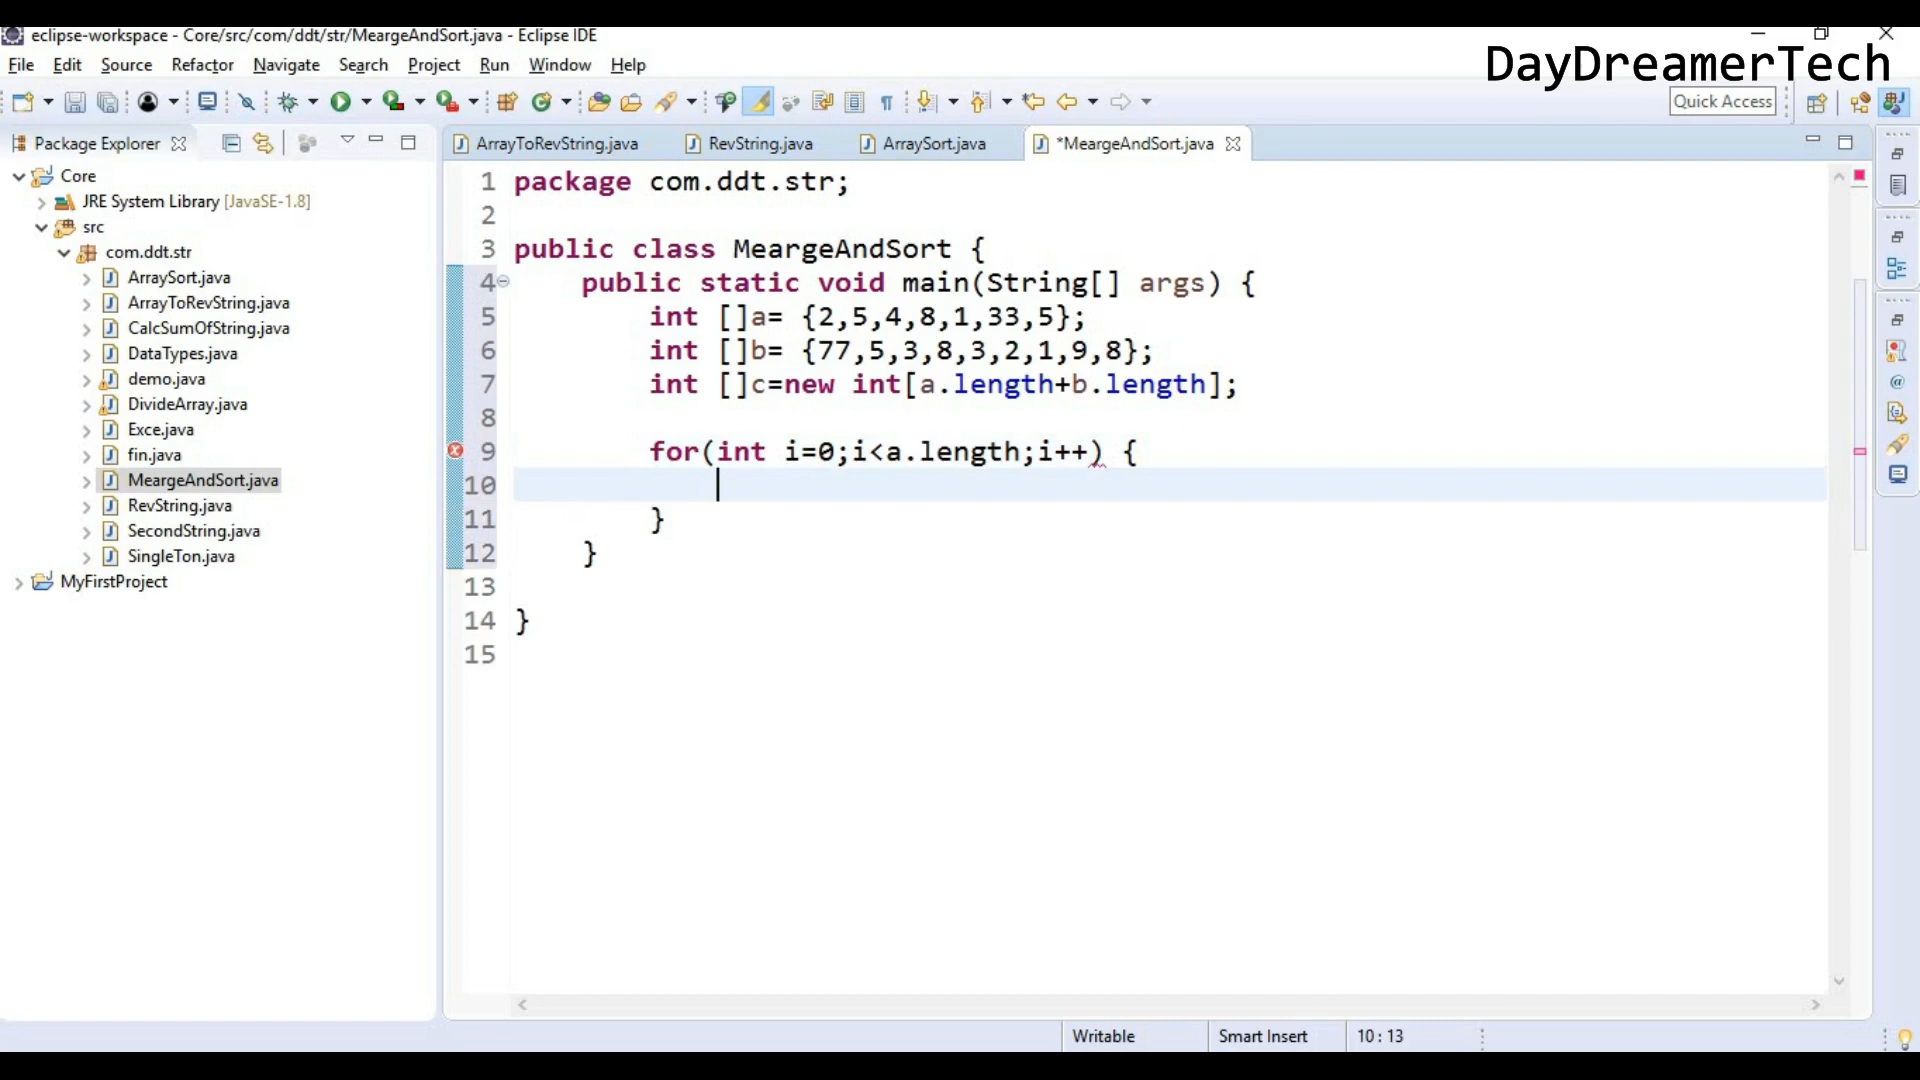 eclipse-workspace - Core/src/com/ddt/str/MeargeAndSort.java - Eclipse IDE
DayDreamerTech
File Edit Source Refactor Navigate Search Project Run Window Help
Quick Access
Package Explorer
ArrayToRevString.java RevString.java ArraySort.java *MeargeAndSort.java
Core
JRE System Library [JavaSE-1.8]
src
com.ddt.str
ArraySort.java
ArrayToRevString.java
CalcSumOfString.java
DataTypes.java
demo.java
DivideArray.java
Exce.java
fin.java
MeargeAndSort.java
RevString.java
SecondString.java
SingleTon.java
MyFirstProject
1 package com.ddt.str;
2
3 public class MeargeAndSort {
4 public static void main(String[] args) {
5 int []a= {2,5,4,8,1,33,5};
6 int []b= {77,5,3,8,3,2,1,9,8};
7 int []c=new int[a.length+b.length];
8
9 for(int i=0;i<a.length;i++) {
10
11 }
12 }
13
14 }
15
Writable Smart Insert 10 : 13